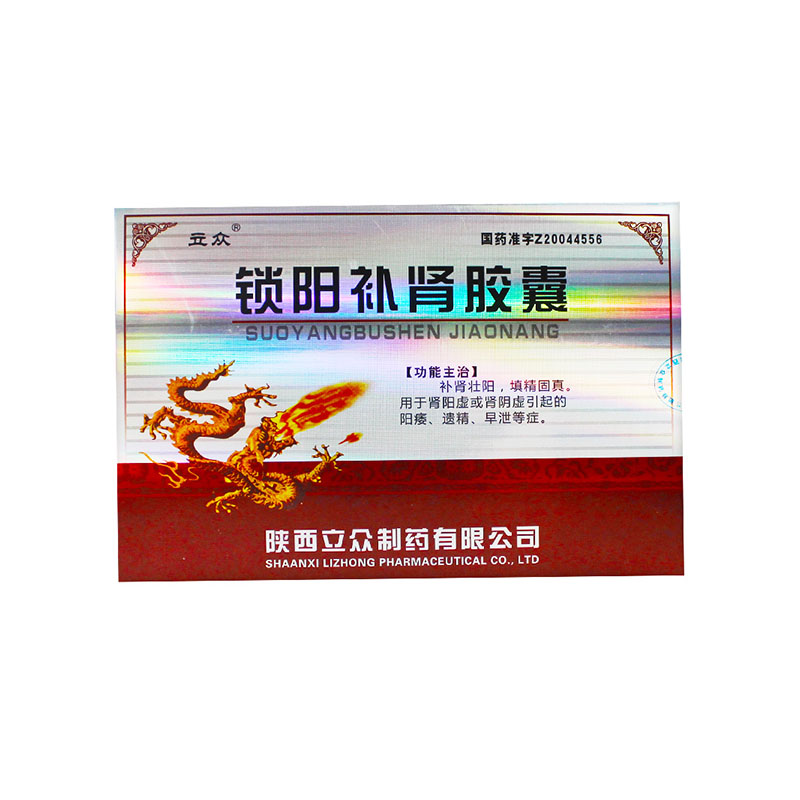 立众®
国药准字Z20044556
锁阳补肾胶囊
SUOYANGBUSHEN JIAONANG
【功能主治】
补肾壮阳，填精固真。
用于肾阳虚或肾阴虚引起的
阳痿、遗精、早泄等症。
陕西立众制药有限公司
SHAANXI LIZHONG PHARMACEUTICAL CO., LTD